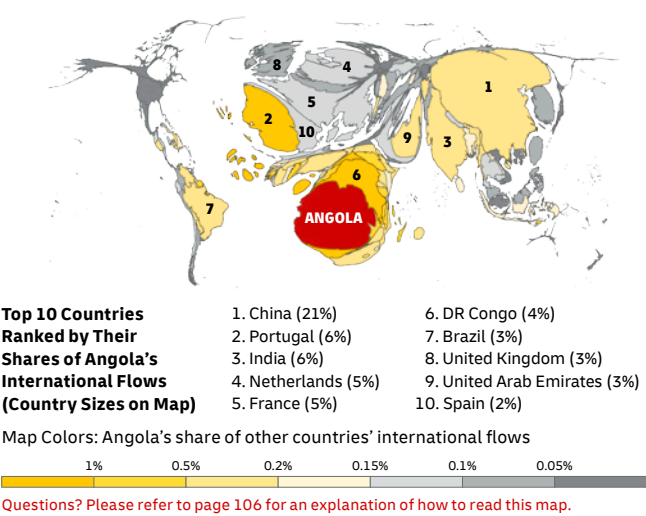 8
4
1
5
2
10
9
3
6
7
ANGOLA
Top 10 Countries
Ranked by Their
Shares of Angola's
International Flows
(Country Sizes on Map)
1. China (21%)
2. Portugal (6%)
3. India (6%)
4. Netherlands (5%)
5. France (5%)
6. DR Congo (4%)
7. Brazil (3%)
8. United Kingdom (3%)
9. United Arab Emirates (3%)
10. Spain (2%)
Map Colors: Angola's share of other countries' international flows
1% 0.5% 0.2% 0.15% 0.1% 0.05%
Questions? Please refer to page 106 for an explanation of how to read this map.